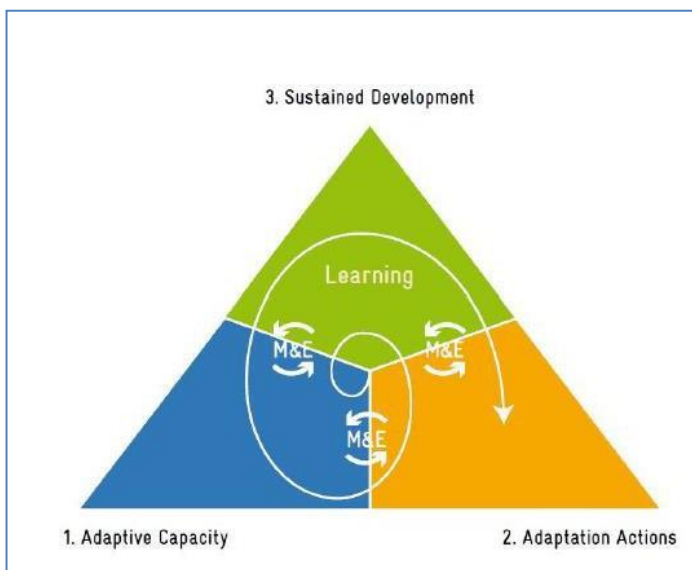 3. Sustained Development
Learning
M&E
M&E
M&E
1. Adaptive Capacity
2. Adaptation Actions